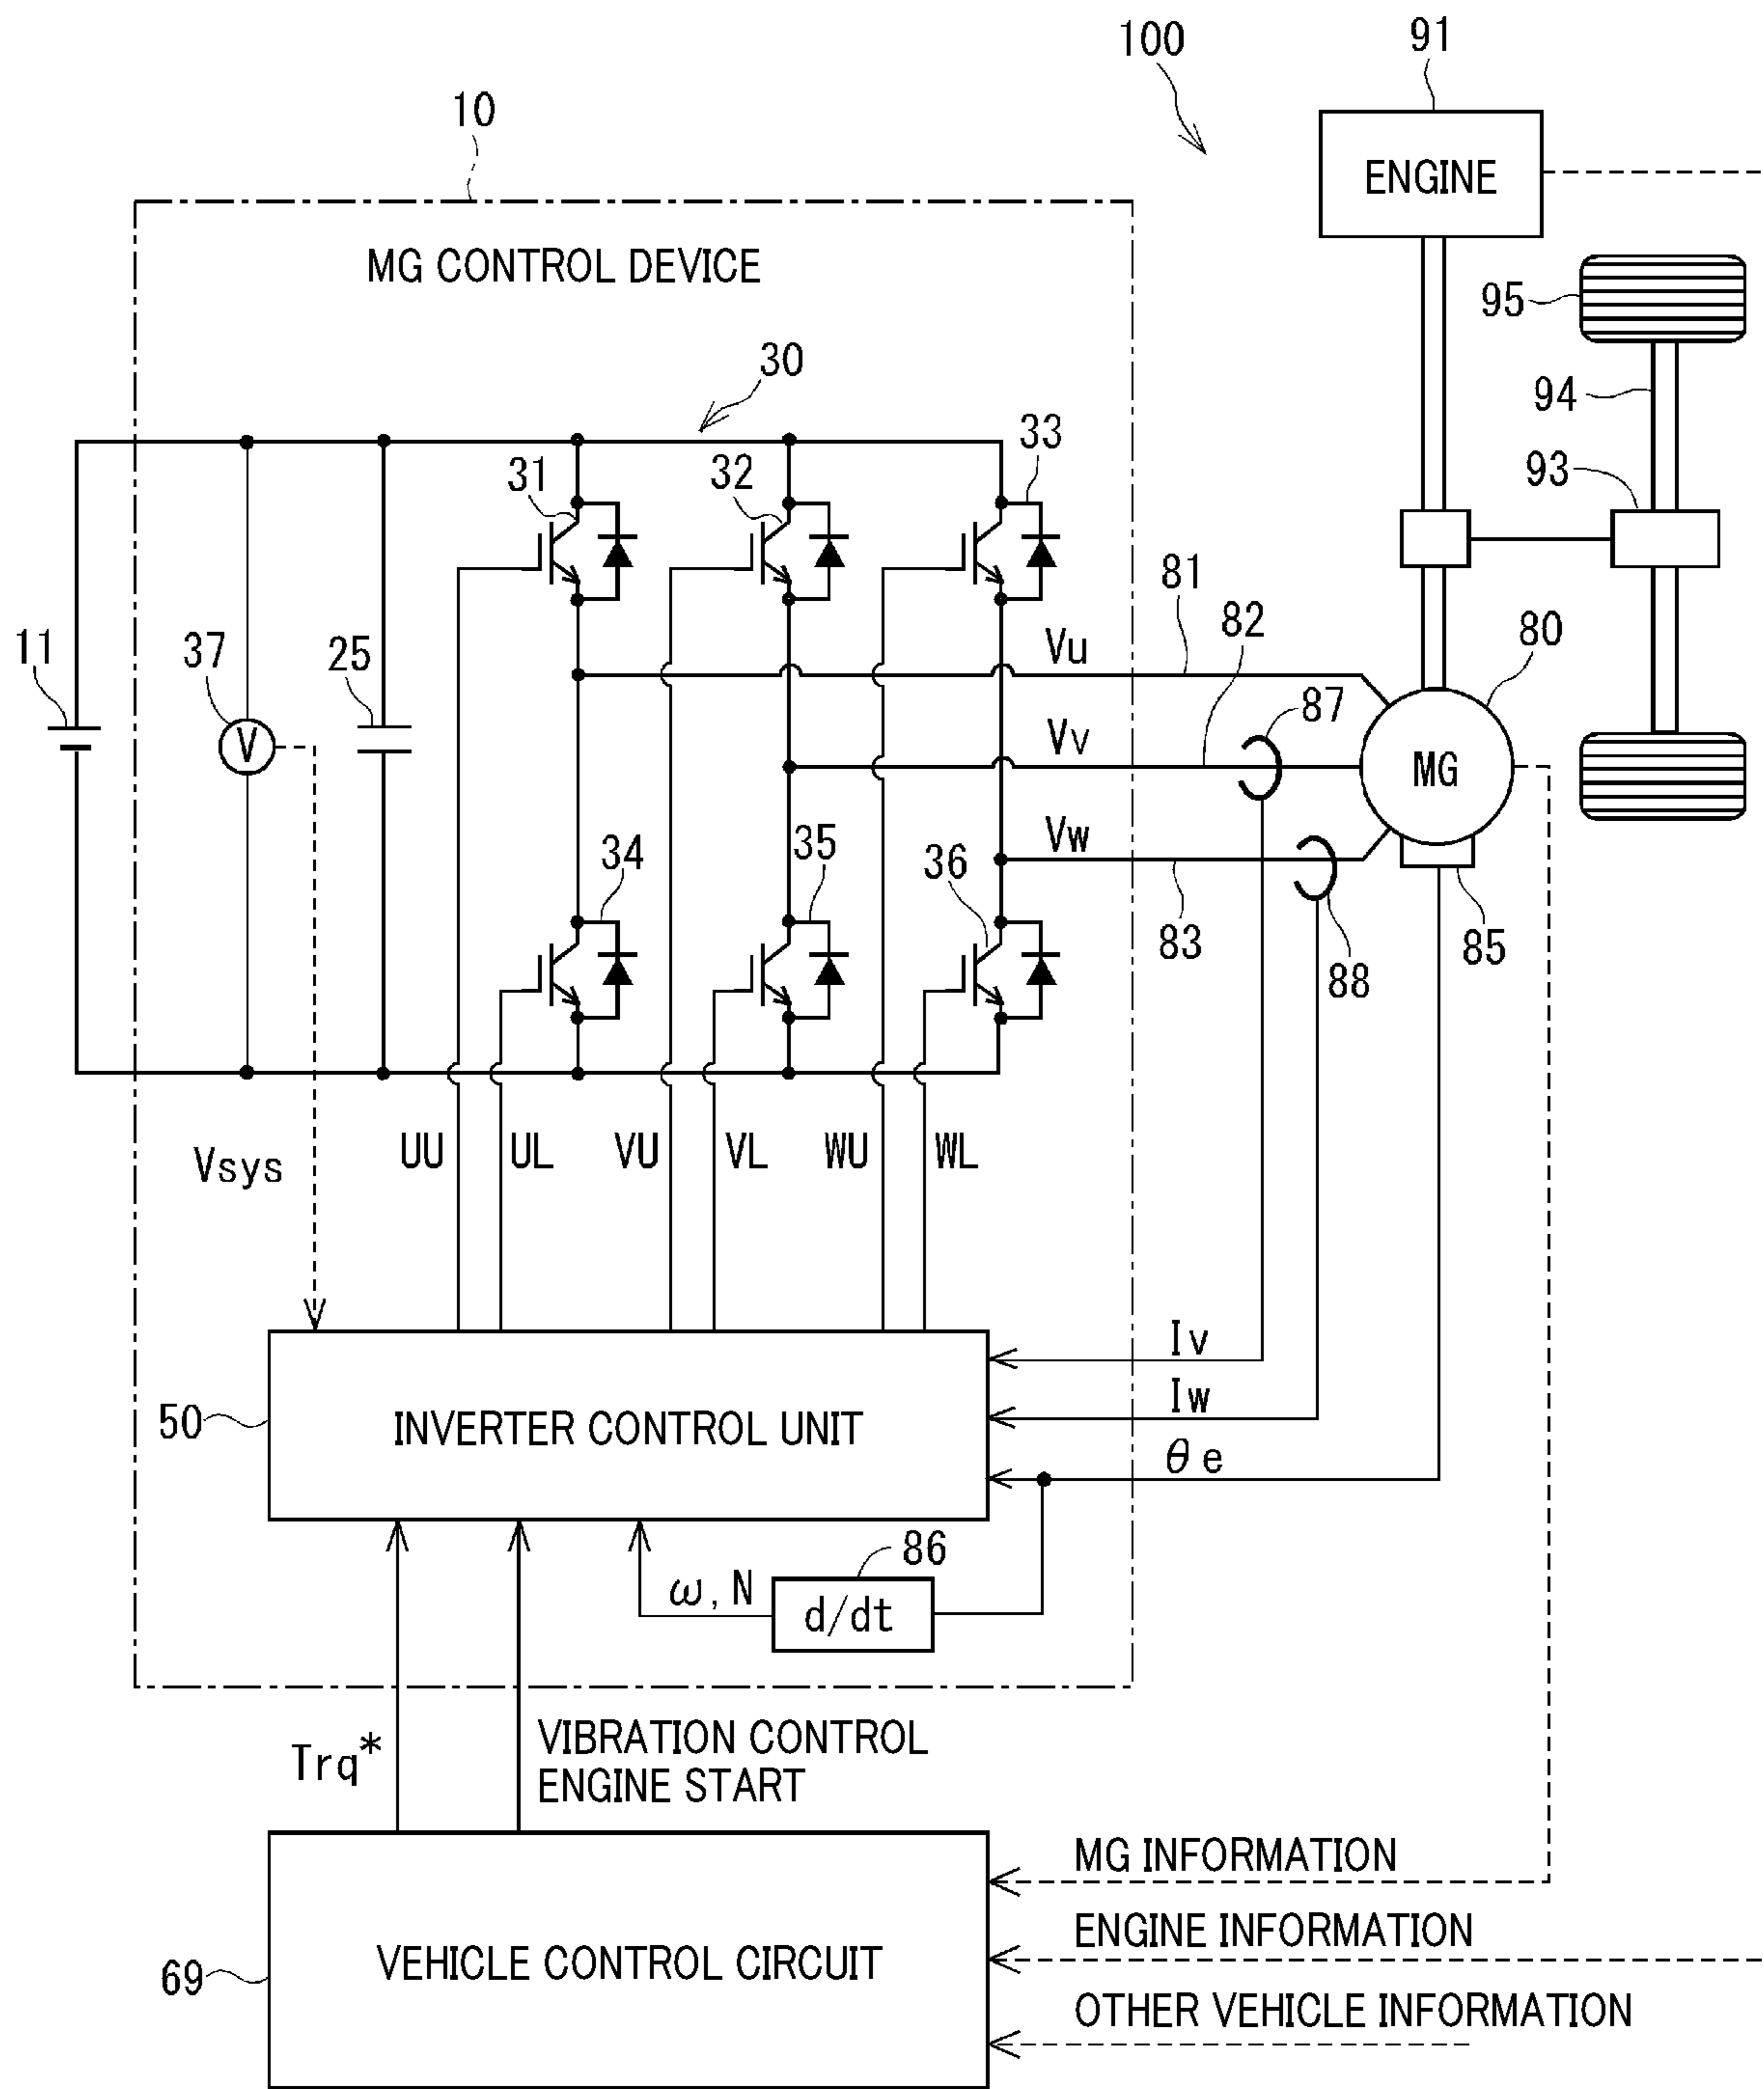 100
91
10
ENGINE
MG CONTROL DEVICE
95
30
94
33
31
32
93
81
82
80
11
37
25
Vu
87
V
Vv
MG
34
35
36
Vw
83
88
85
Vsys
UU
UL
VU
VL
WU
WL
Iv
50
INVERTER CONTROL UNIT
Iw
θe
86
ω, N
d/dt
Trq*
VIBRATION CONTROL
ENGINE START
MG INFORMATION
ENGINE INFORMATION
69
VEHICLE CONTROL CIRCUIT
OTHER VEHICLE INFORMATION